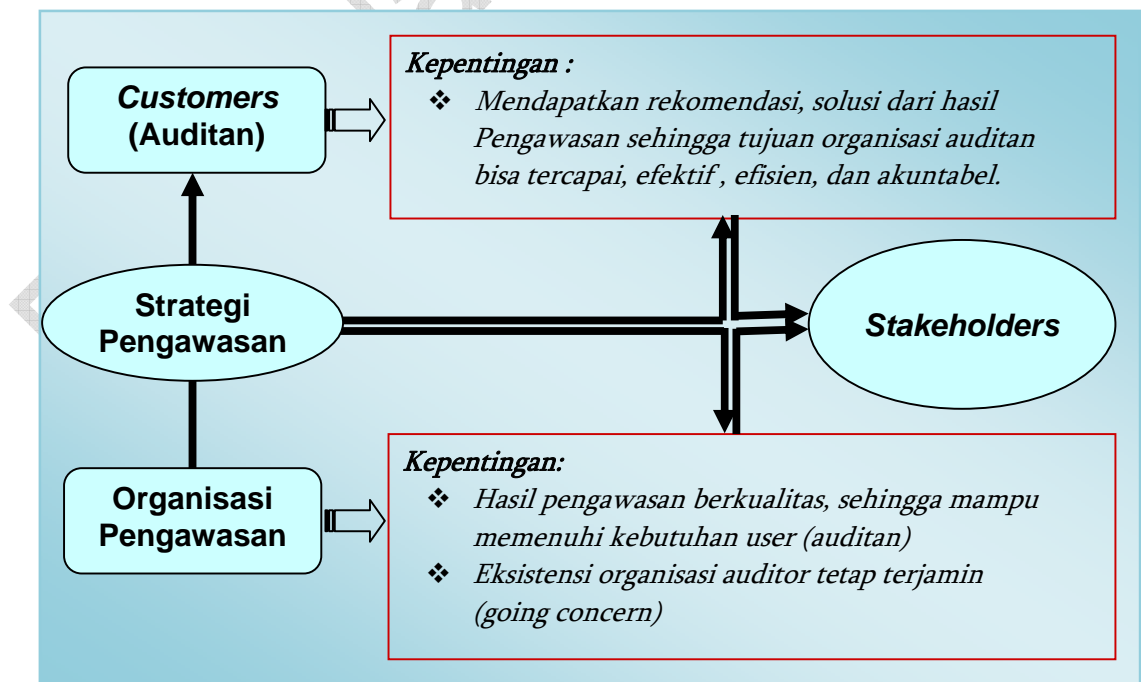 Customers
(Auditan)
Kepentingan :
❖ Mendapatkan rekomendasi, solusi dari hasil
Pengawasan sehingga tujuan organisasi auditan
bisa tercapai, efektif , efisien, dan akuntabel.
Strategi
Pengawasan
Stakeholders
Organisasi
Pengawasan
Kepentingan:
❖ Hasil pengawasan berkualitas, sehingga mampu
memenuhi kebutuhan user (auditan)
❖ Eksistensi organisasi auditor tetap terjamin
(going concern)